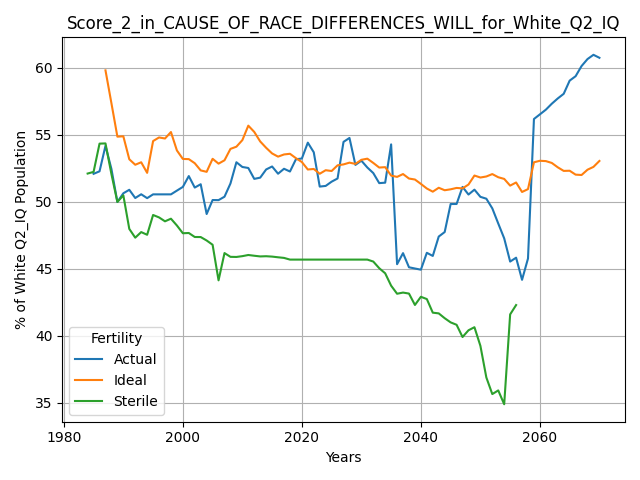 Score_2_in_CAUSE_OF_RACE_DIFFERENCES_WILL_for_White_Q2_IQ
60
55
50
45
40
35
% of White Q2_IQ Population
Fertility
Actual
Ideal
Sterile
1980
2000
2020
2040
2060
Years